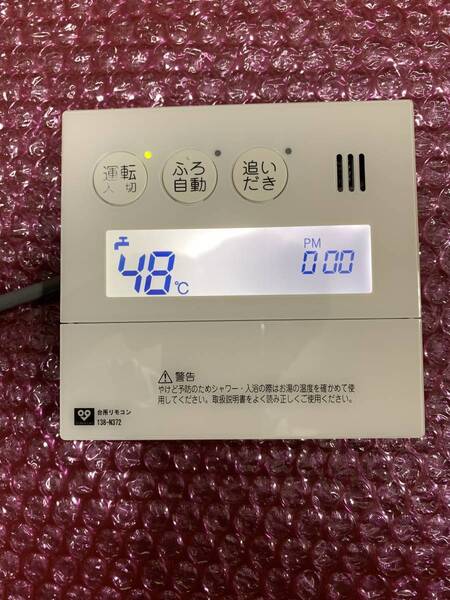 運転
入 切
ふろ
自動
追い
だき
48℃
PM
0:00
警告
やけど予防のためシャワー・入浴の際はお湯の温度を確かめて使
用してください。取扱説明書をよく読み正しくご使用ください。
台所リモコン
138-N372